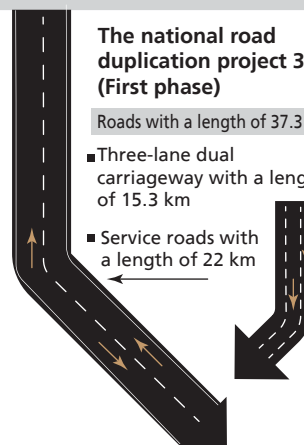 The national road
duplication project 3
(First phase)
Roads with a length of 37.3
Three-lane dual
carriageway with a leng
of 15.3 km
Service roads with
a length of 22 km